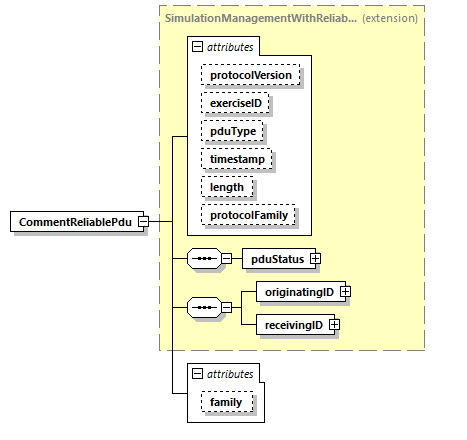 SimulationManagementWithReliab... (extension)
attributes
protocolVersion
exerciseID
pduType
timestamp
length
protocolFamily
CommentReliablePdu
pduStatus
originatingID
receivingID
attributes
family